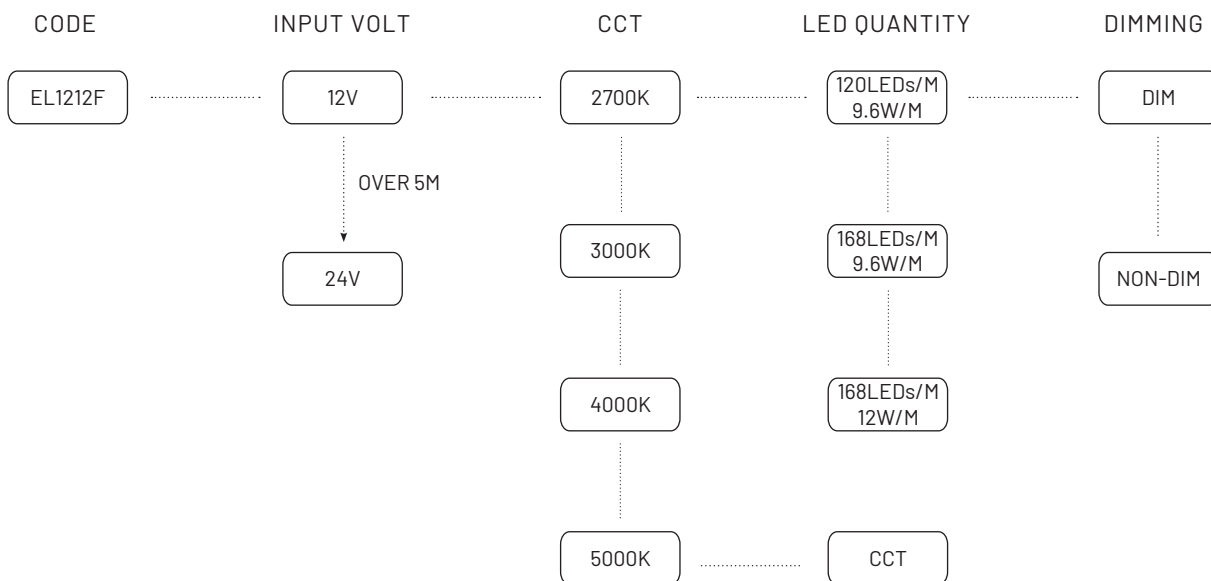 CODE
INPUT VOLT
CCT
LED QUANTITY
DIMMING
EL1212F
12V
2700K
120LEDs/M
9.6W/M
DIM
OVER 5M
24V
3000K
168LEDs/M
9.6W/M
NON-DIM
4000K
168LEDs/M
12W/M
5000K
CCT